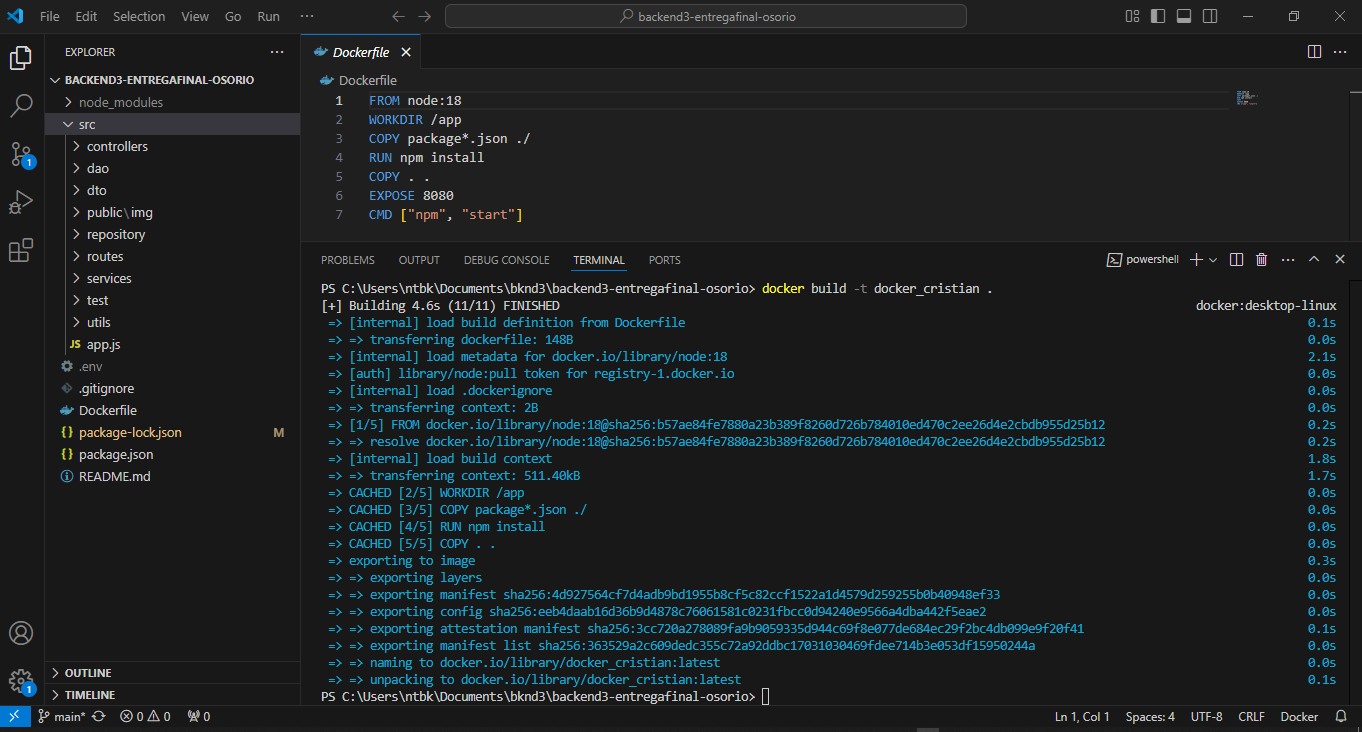 File Edit Selection View Go Run ···
backend3-entregafinal-osorio
EXPLORER ···
BACKEND3-ENTREGAFINAL-OSORIO
node_modules
src
controllers
dao
dto
public\img
repository
routes
services
test
utils
JS app.js
.env
.gitignore
Dockerfile
{} package-lock.json M
{} package.json
README.md
OUTLINE
TIMELINE
1
1
Dockerfile
Dockerfile
1 FROM node:18
2 WORKDIR /app
3 COPY package*.json ./
4 RUN npm install
5 COPY . .
6 EXPOSE 8080
7 CMD ["npm", "start"]
PROBLEMS OUTPUT DEBUG CONSOLE TERMINAL PORTS
powershell
PS C:\Users\ntbk\Documents\bknd3\backend3-entregafinal-osorio> docker build -t docker_cristian .
[+] Building 4.6s (11/11) FINISHED docker:desktop-linux
=> [internal] load build definition from Dockerfile 0.1s
=> => transferring dockerfile: 148B 0.0s
=> [internal] load metadata for docker.io/library/node:18 2.1s
=> [auth] library/node:pull token for registry-1.docker.io 0.0s
=> [internal] load .dockerignore 0.0s
=> => transferring context: 2B 0.0s
=> [1/5] FROM docker.io/library/node:18@sha256:b57ae84fe7880a23b389f8260d726b784010ed470c2ee26d4e2cbdb955d25b12 0.2s
=> => resolve docker.io/library/node:18@sha256:b57ae84fe7880a23b389f8260d726b784010ed470c2ee26d4e2cbdb955d25b12 0.2s
=> [internal] load build context 1.8s
=> => transferring context: 511.40kB 1.7s
=> CACHED [2/5] WORKDIR /app 0.0s
=> CACHED [3/5] COPY package*.json ./ 0.0s
=> CACHED [4/5] RUN npm install 0.0s
=> CACHED [5/5] COPY . . 0.0s
=> exporting to image 0.3s
=> => exporting layers 0.0s
=> => exporting manifest sha256:4d927564cf7d4adb9bd1955b8cf5c82ccf1522a1d4579d259255b0b40948ef33 0.0s
=> => exporting config sha256:eeb4daab16d36b9d4878c76061581c0231fbcc0d94240e9566a4dba442f5eae2 0.0s
=> => exporting attestation manifest sha256:3cc720a278089fa9b9059335d944c69f8e077de684ec29f2bc4db099e9f20f41 0.1s
=> => exporting manifest list sha256:363529a2c609dedc355c72a92ddbc17031030469fdee714b3e053df15950244a 0.0s
=> => naming to docker.io/library/docker_cristian:latest 0.0s
=> => unpacking to docker.io/library/docker_cristian:latest 0.1s
PS C:\Users\ntbk\Documents\bknd3\backend3-entregafinal-osorio>
main* 0 0 0 Ln 1, Col 1 Spaces: 4 UTF-8 CRLF Docker